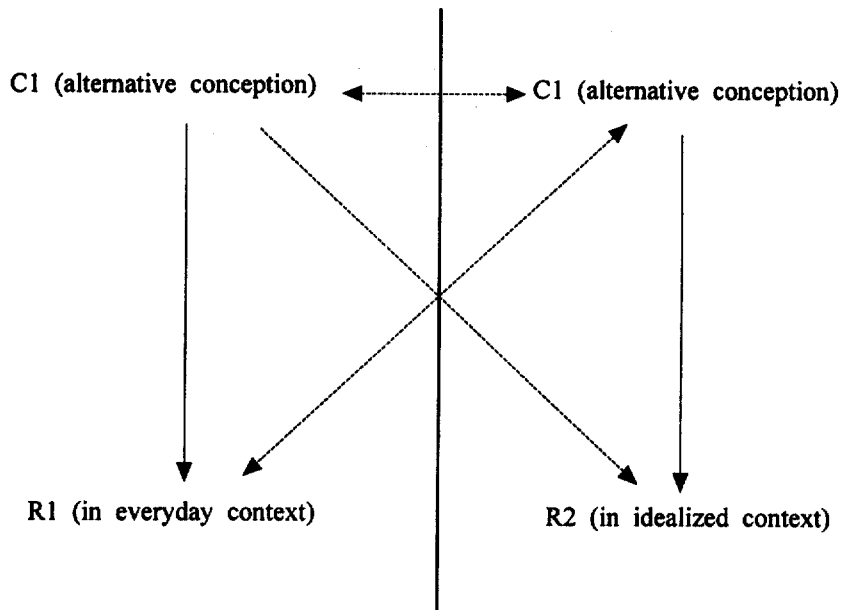 C1 (alternative conception)
C1 (alternative conception)
R1 (in everyday context)
R2 (in idealized context)